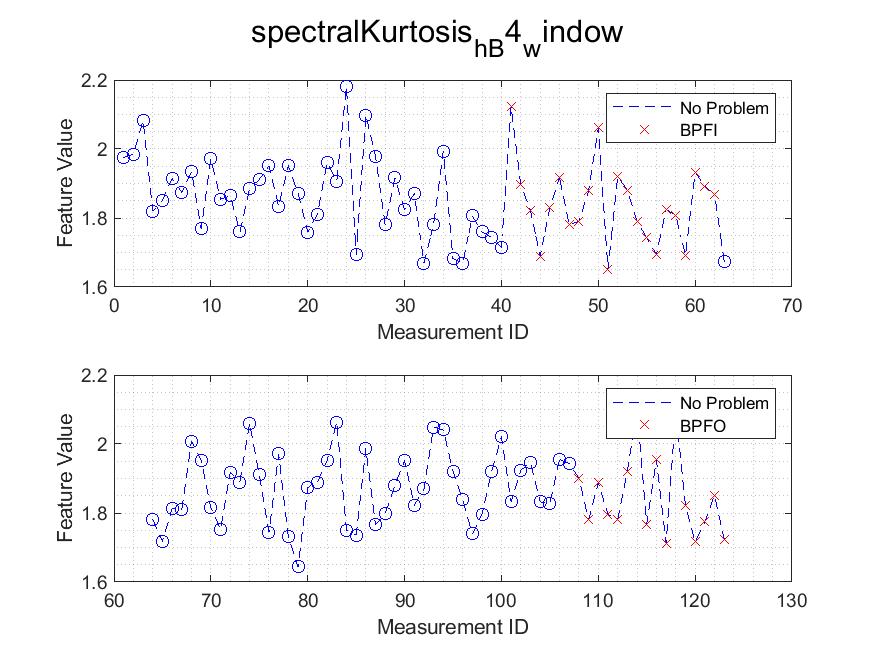 spectralKurtosis_hB4_window
2.2
2
1.8
1.6
Feature Value
No Problem
BPFI
0 10 20 30 40 50 60 70
Measurement ID
2.2
2
1.8
1.6
Feature Value
No Problem
BPFO
60 70 80 90 100 110 120 130
Measurement ID